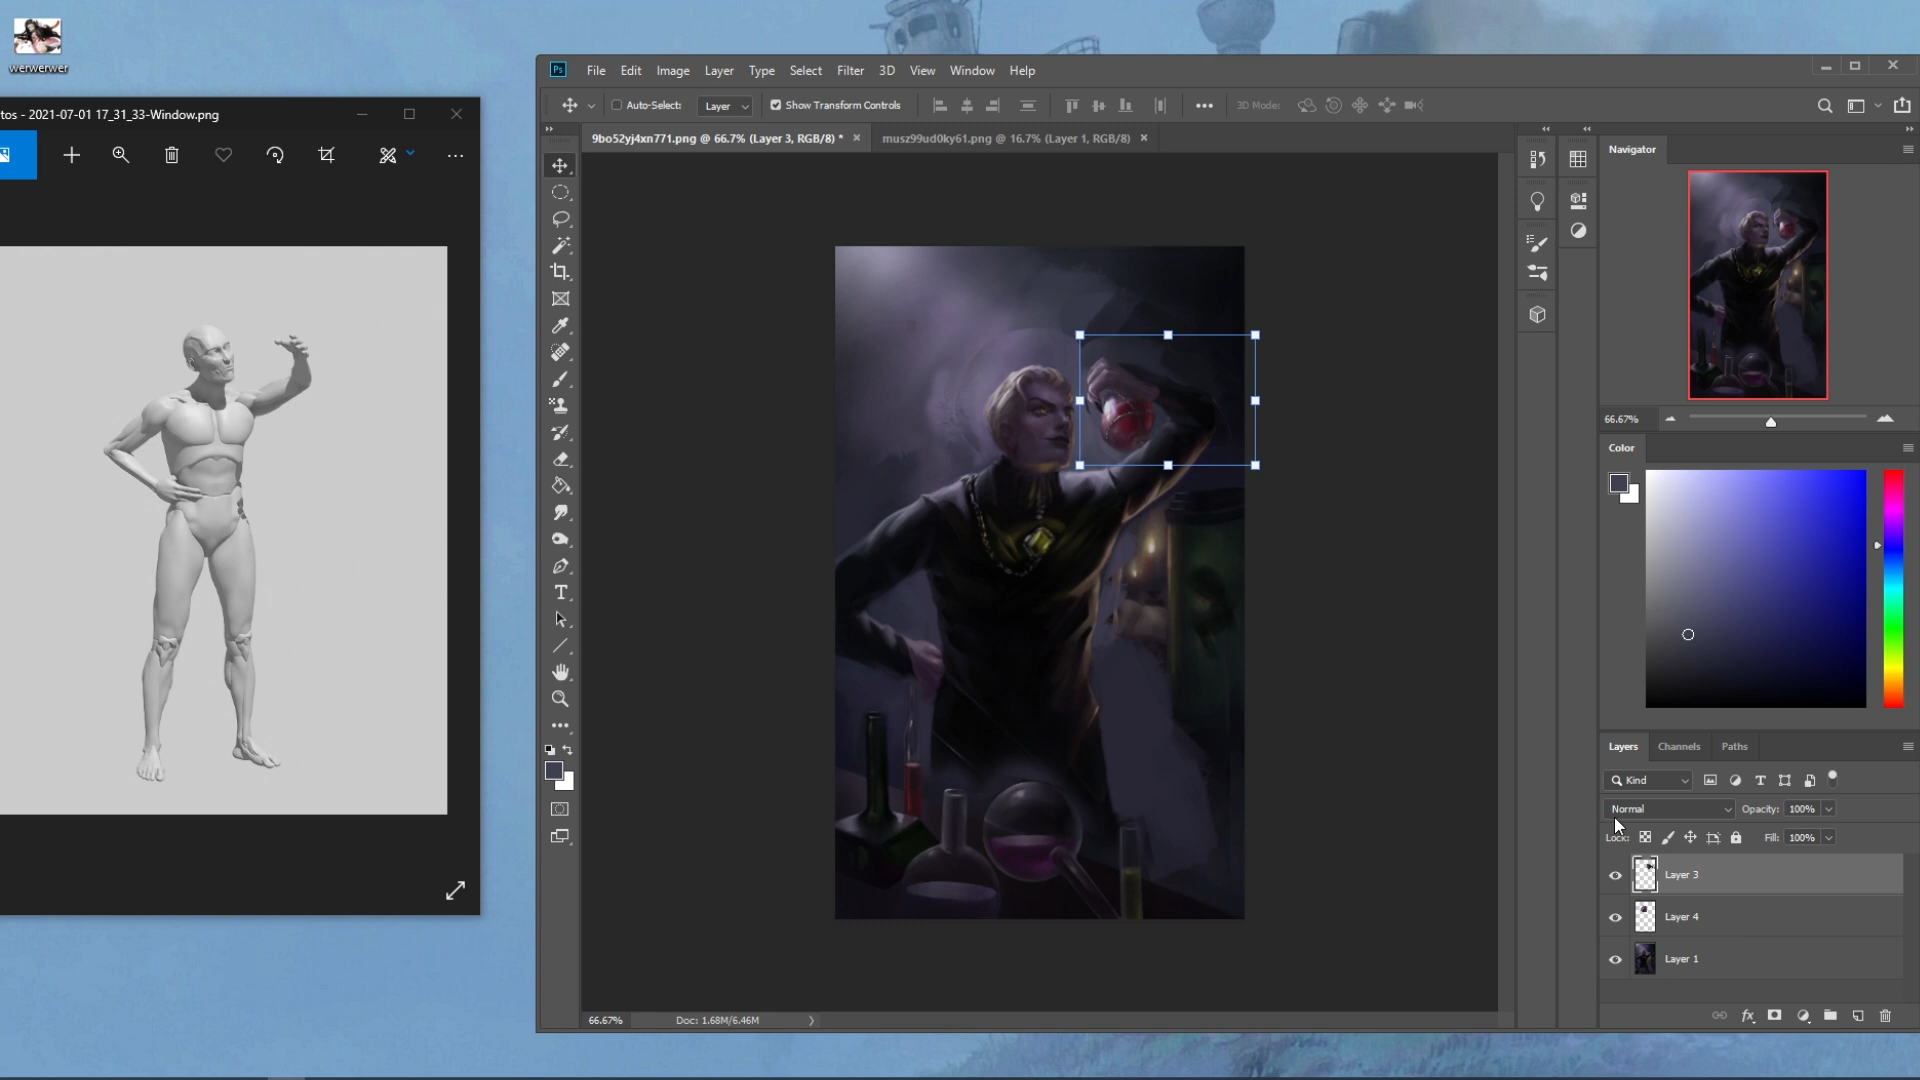 werwerwer
tos - 2021-07-01 17_31_33-Window.png
Ps
File Edit Image Layer Type Select Filter 3D View Window Help
Auto-Select: Layer Show Transform Controls 3D Mode:
9bo52yj4xn771.png @ 66.7% (Layer 3, RGB/8) * musz99ud0ky61.png @ 16.7% (Layer 1, RGB/8)
Navigator
66.67%
Color
Layers Channels Paths
Kind
Normal Opacity: 100%
Lock: Fill: 100%
Layer 3
Layer 4
Layer 1
fx
66.67% Doc: 1.68M/6.46M